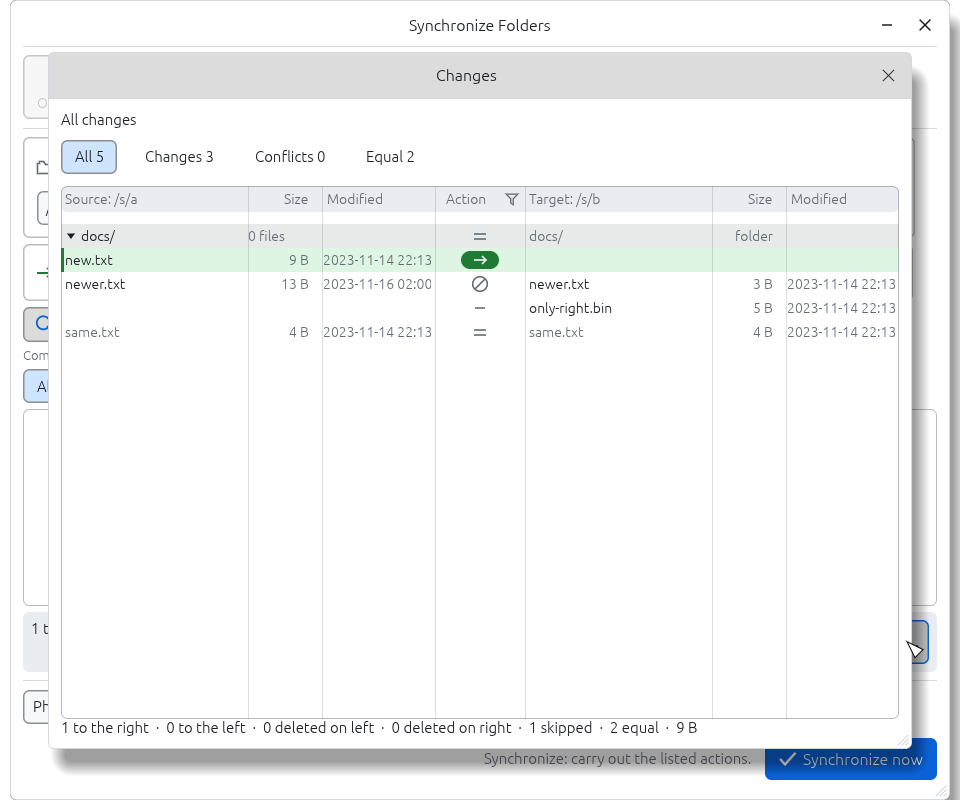 Synchronize Folders
Changes
All changes
All 5 Changes 3 Conflicts 0 Equal 2
Source: /s/a Size Modified Action Target: /s/b Size Modified
docs/ 0 files = docs/ folder
new.txt 9 B 2023-11-14 22:13 →
newer.txt 13 B 2023-11-16 02:00 newer.txt 3 B 2023-11-14 22:13
– only-right.bin 5 B 2023-11-14 22:13
same.txt 4 B 2023-11-14 22:13 = same.txt 4 B 2023-11-14 22:13
Com
1 t
Ph
1 to the right · 0 to the left · 0 deleted on left · 0 deleted on right · 1 skipped · 2 equal · 9 B
Synchronize: carry out the listed actions. Synchronize now